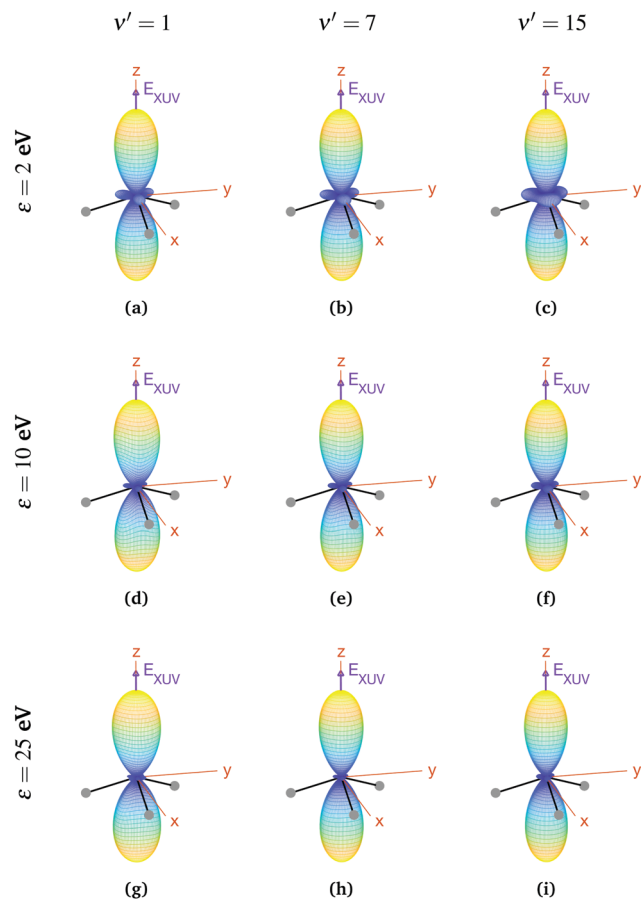 ν′ = 1 ν′ = 7 ν′ = 15
ε = 2 eV
z E_XUV y x
z E_XUV y x
z E_XUV y x
(a) (b) (c)
ε = 10 eV
z E_XUV y x
z E_XUV y x
z E_XUV y x
(d) (e) (f)
ε = 25 eV
z E_XUV y x
z E_XUV y x
z E_XUV y x
(g) (h) (i)